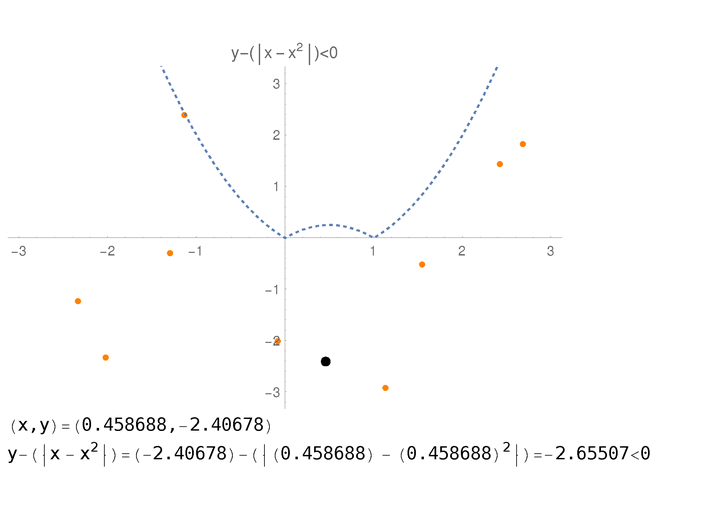 y−(|x − x²|)<0
3
2
1
−3 −2 −1 1 2 3
−1
−2
−3
(x,y)=(0.458688,−2.40678)
y−(|x − x²|)=(−2.40678)−(|(0.458688) − (0.458688)²|)=−2.65507<0